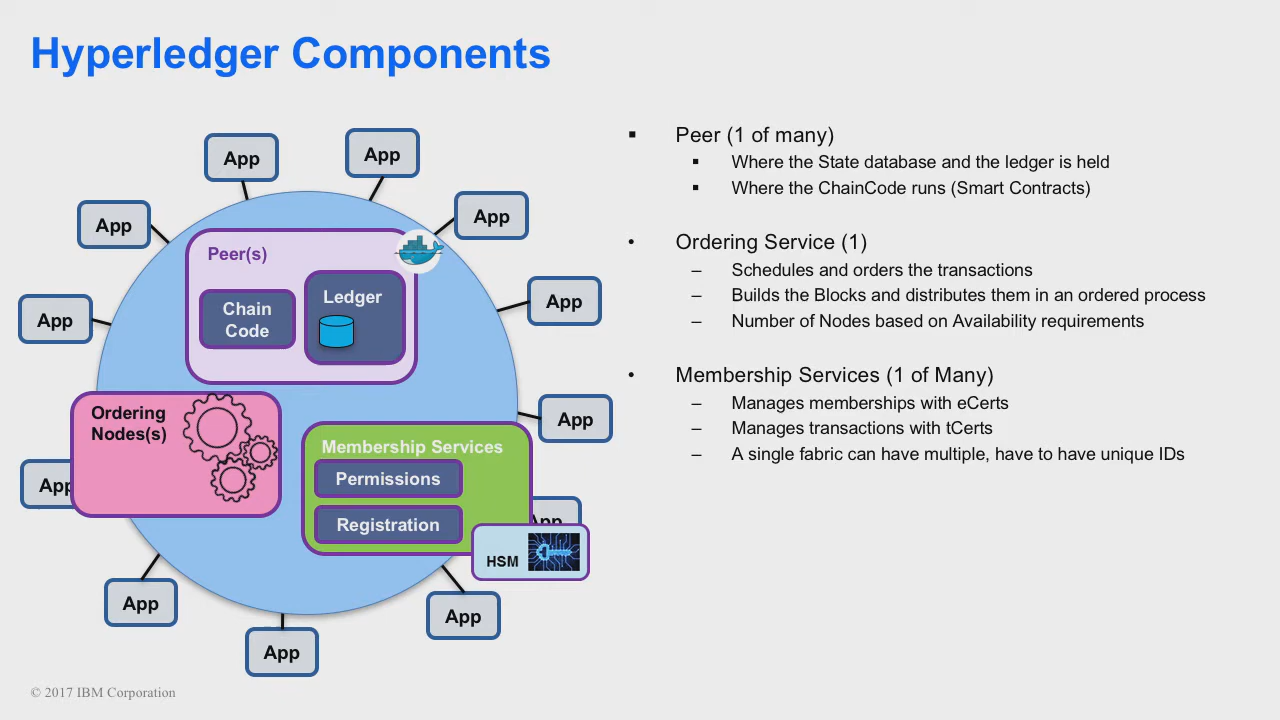 Hyperledger Components
App
App
App
App
App
App
App
App
App
App
App
App
App
Peer(s)
Chain
Code
Ledger
Ordering
Nodes(s)
Membership Services
Permissions
Registration
HSM
Peer (1 of many)
Where the State database and the ledger is held
Where the ChainCode runs (Smart Contracts)
Ordering Service (1)
Schedules and orders the transactions
Builds the Blocks and distributes them in an ordered process
Number of Nodes based on Availability requirements
Membership Services (1 of Many)
Manages memberships with eCerts
Manages transactions with tCerts
A single fabric can have multiple, have to have unique IDs
© 2017 IBM Corporation